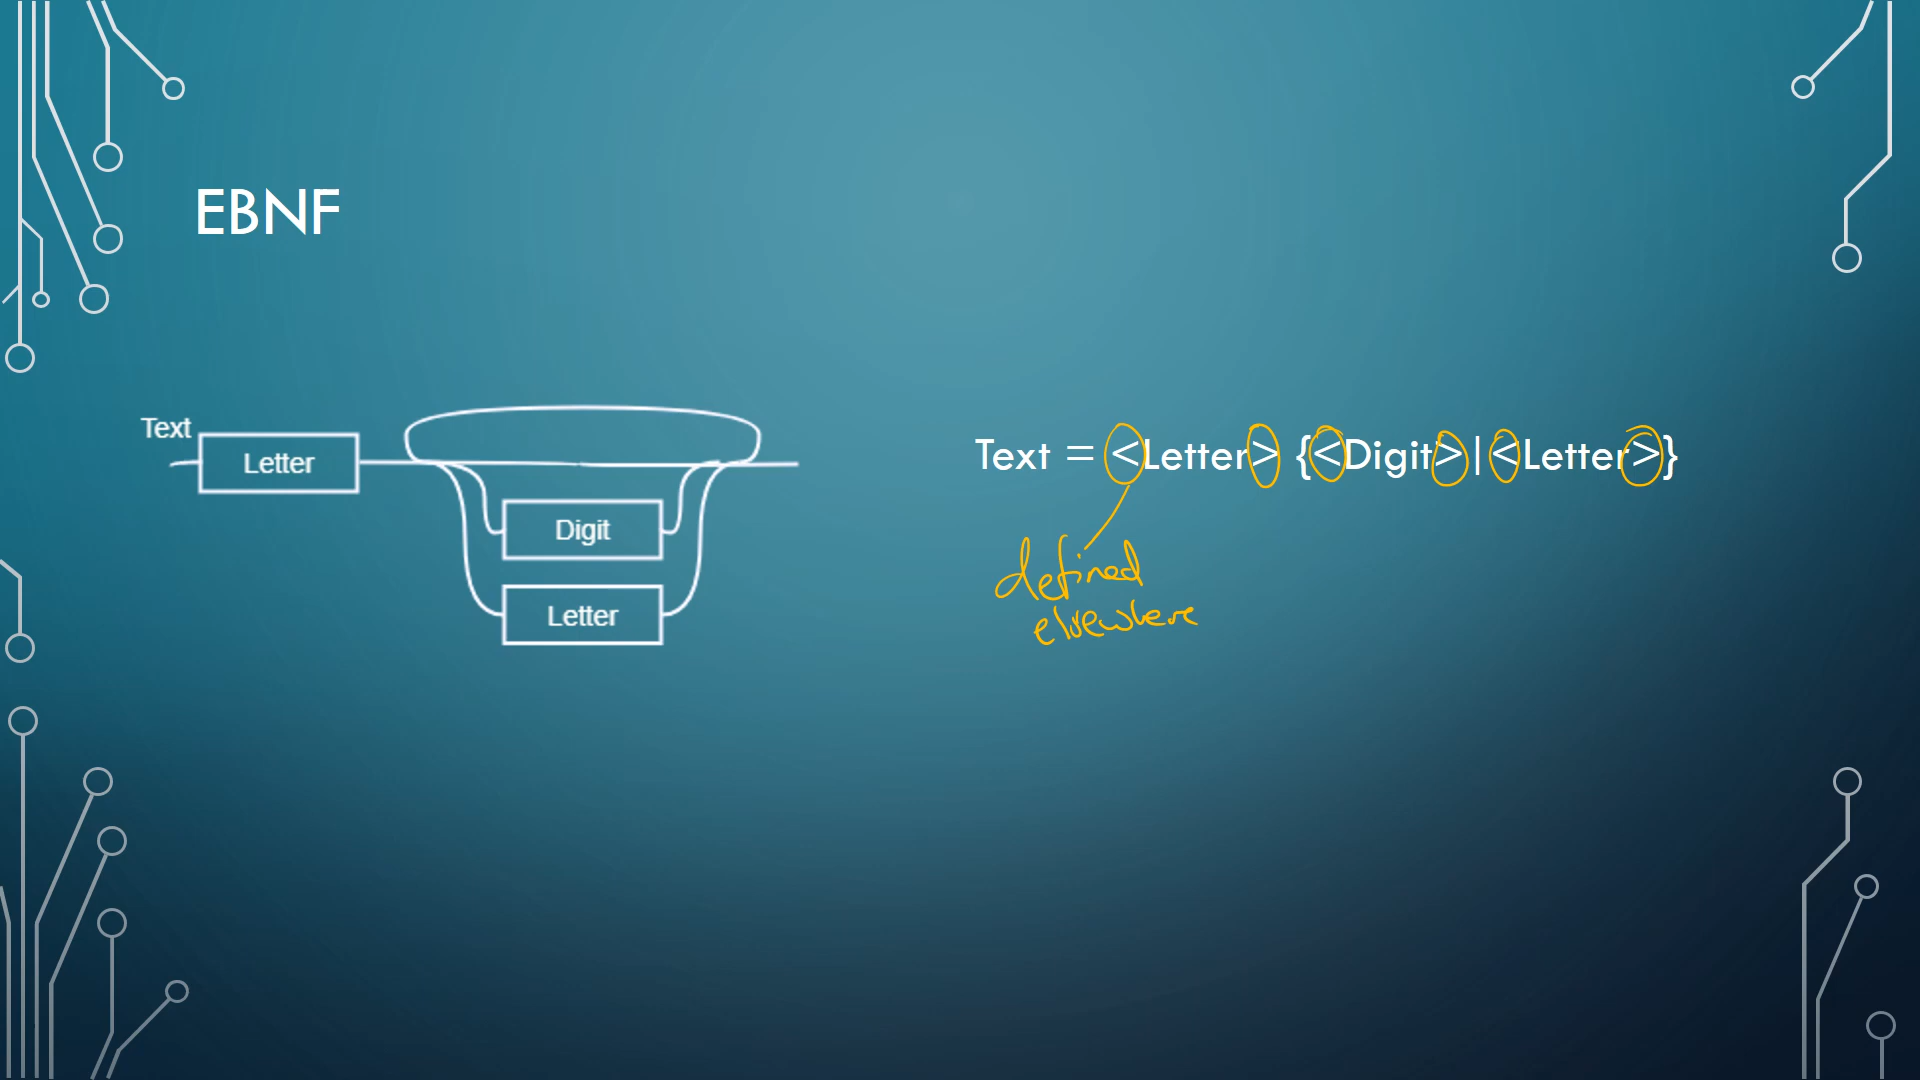 EBNF
Text
Letter
Digit
Letter
Text = <Letter> {<Digit>|<Letter>}
defined
elsewhere